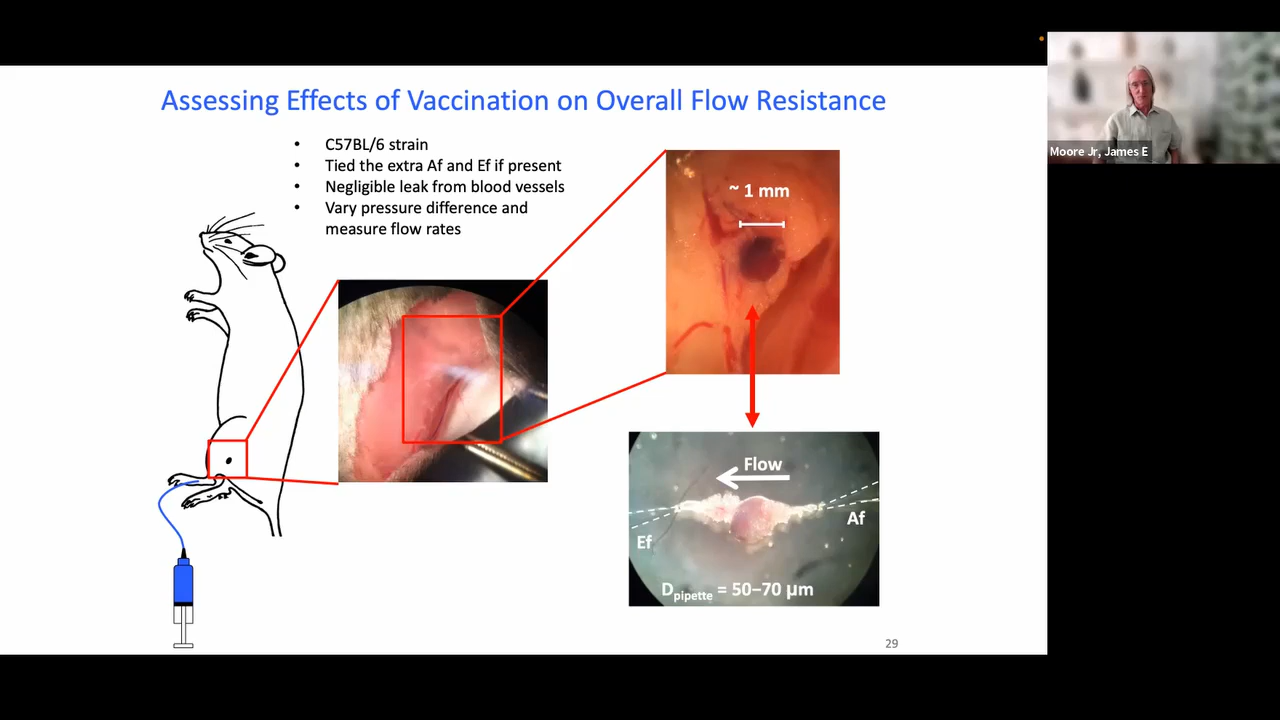 Assessing Effects of Vaccination on Overall Flow Resistance
• C57BL/6 strain
• Tied the extra Af and Ef if present
• Negligible leak from blood vessels
• Vary pressure difference and
measure flow rates
~ 1 mm
Flow
Af
Ef
Dpipette = 50–70 µm
29
Moore Jr, James E